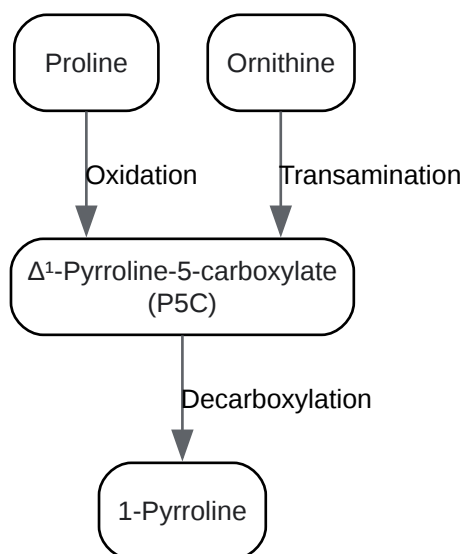 Proline
Ornithine
Oxidation
Transamination
Δ¹-Pyrroline-5-carboxylate
(P5C)
Decarboxylation
1-Pyrroline